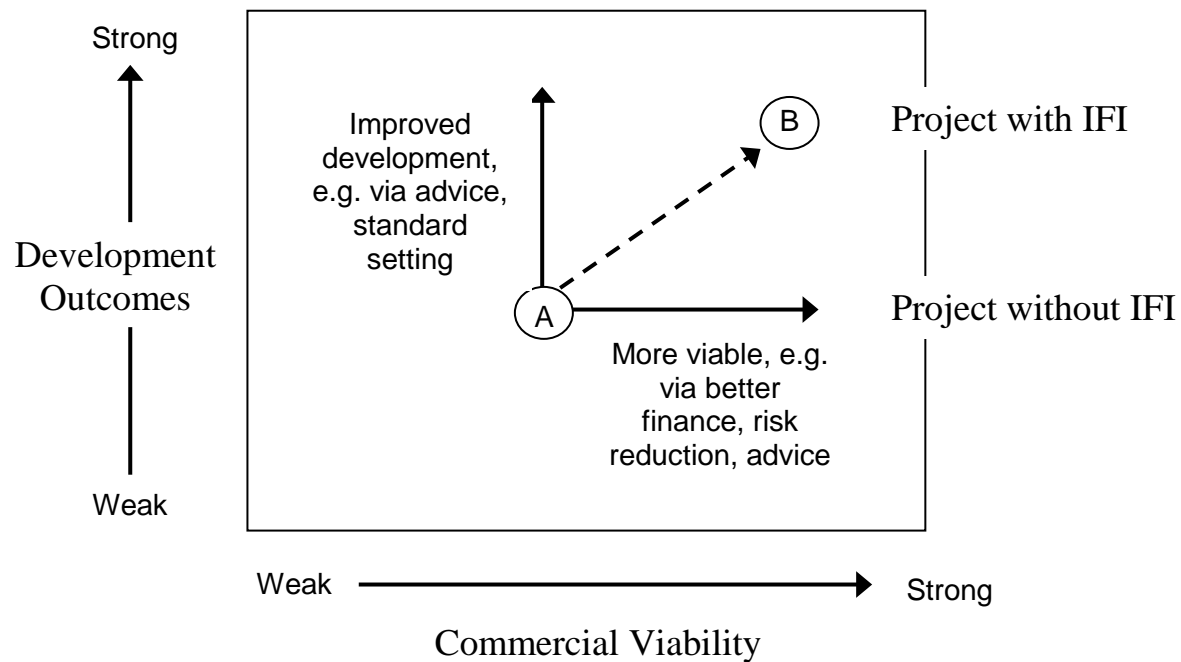 Strong
Improved
development,
e.g. via advice,
standard
setting
B
Project with IFI
Development
Outcomes
A
Project without IFI
More viable, e.g.
via better
finance, risk
reduction, advice
Weak
Weak
Strong
Commercial Viability